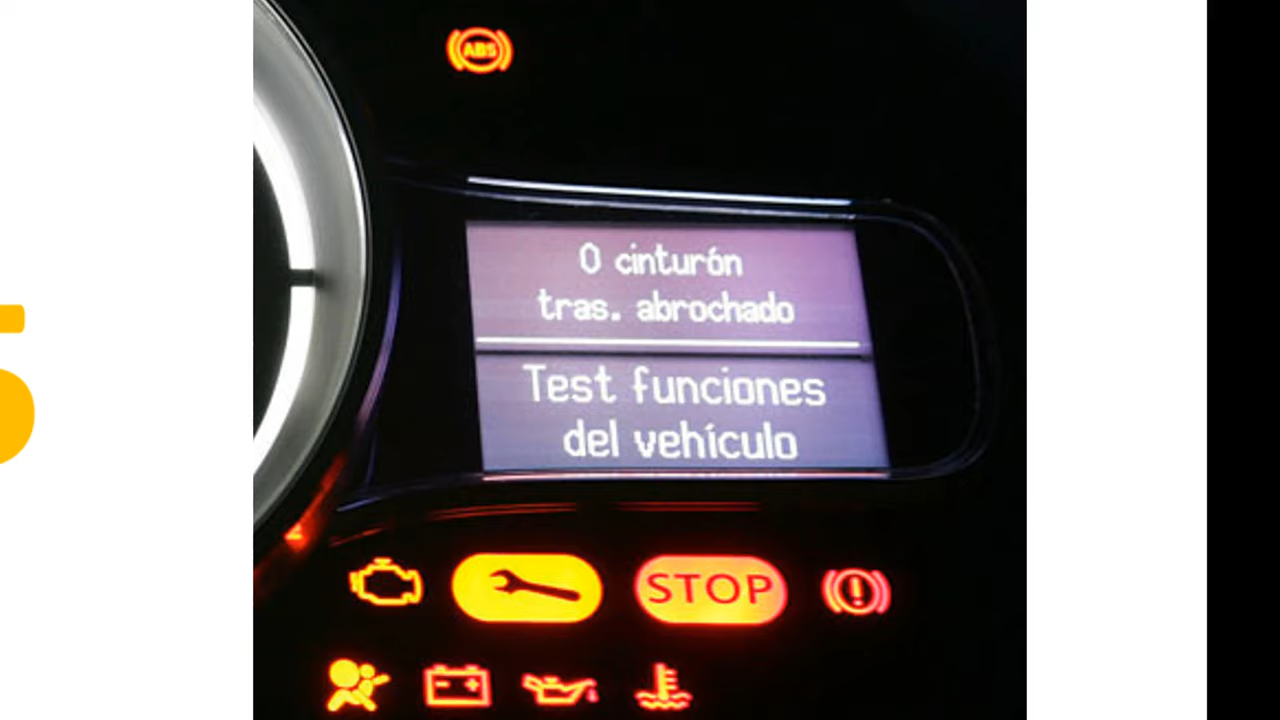 ABS
0 cinturón
tras. abrochado
Test funciones
del vehículo
STOP